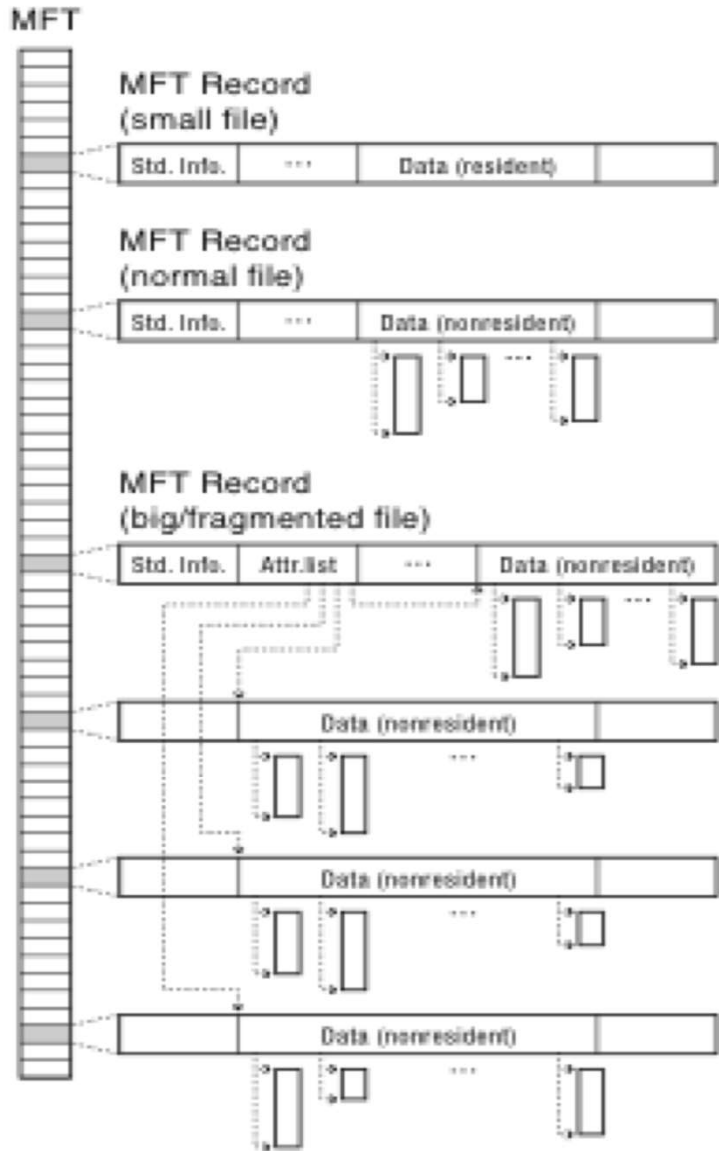 MFT
MFT Record
(small file)
Std. Info. ... Data (resident)
MFT Record
(normal file)
Std. Info. ... Data (nonresident)
...
MFT Record
(big/fragmented file)
Std. Info. Attr.list ... Data (nonresident)
...
Data (nonresident)
...
Data (nonresident)
...
Data (nonresident)
...